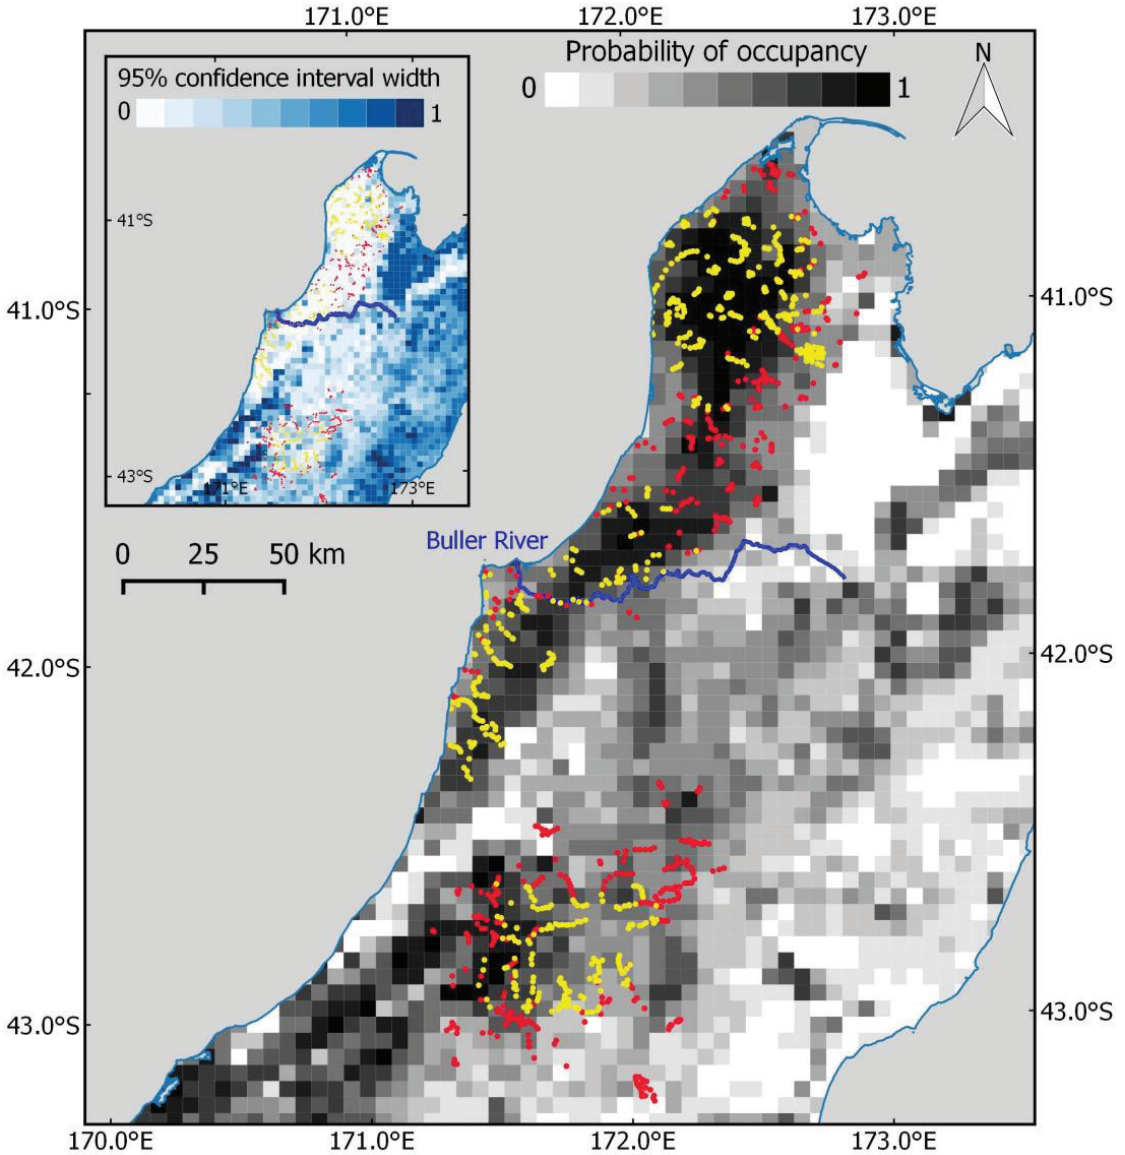 171.0°E 172.0°E 173.0°E
95% confidence interval width
0 1
Probability of occupancy
0 1
N
41°S
43°S
171°E 173°E
41.0°S 41.0°S
Buller River
0 25 50 km
42.0°S 42.0°S
43.0°S 43.0°S
170.0°E 171.0°E 172.0°E 173.0°E